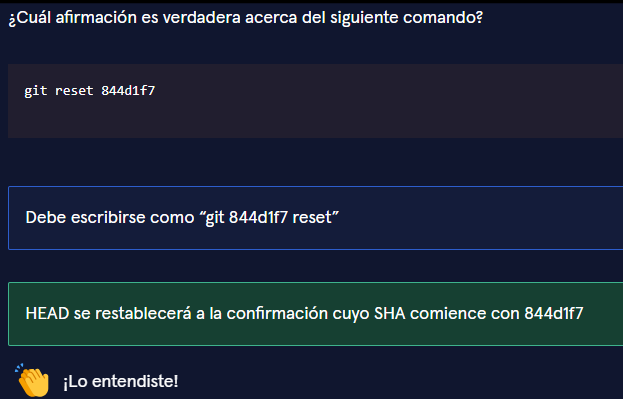 ¿Cuál afirmación es verdadera acerca del siguiente comando?
git reset 844d1f7
Debe escribirse como “git 844d1f7 reset”
HEAD se restablecerá a la confirmación cuyo SHA comience con 844d1f7
¡Lo entendiste!